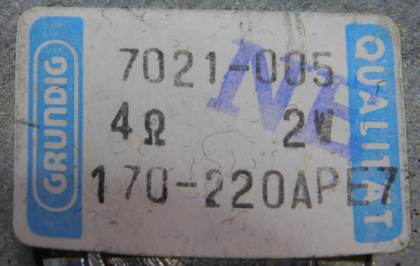 GRUNDIG
7021-005
4Ω 2W
170-220APE7
QUALITÄT